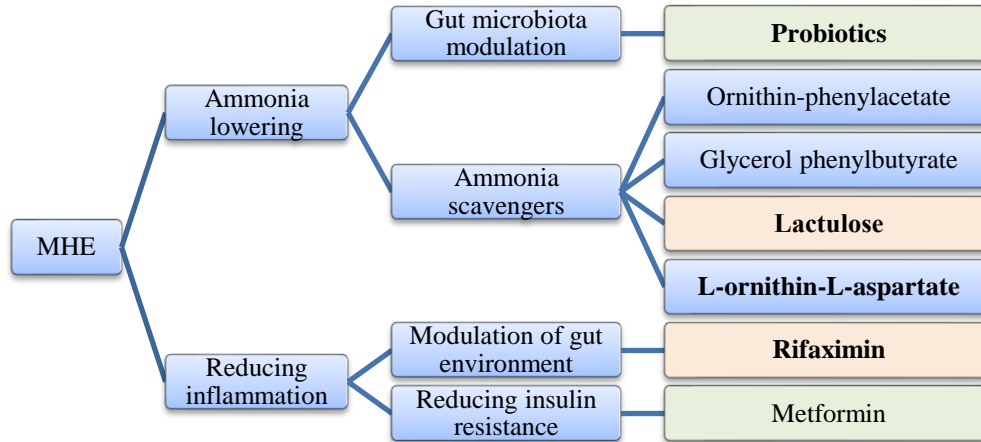 MHE
Ammonia
lowering
Reducing
inflammation
Gut microbiota
modulation
Ammonia
scavengers
Modulation of gut
environment
Reducing insulin
resistance
Probiotics
Ornithin-phenylacetate
Glycerol phenylbutyrate
Lactulose
L-ornithin-L-aspartate
Rifaximin
Metformin